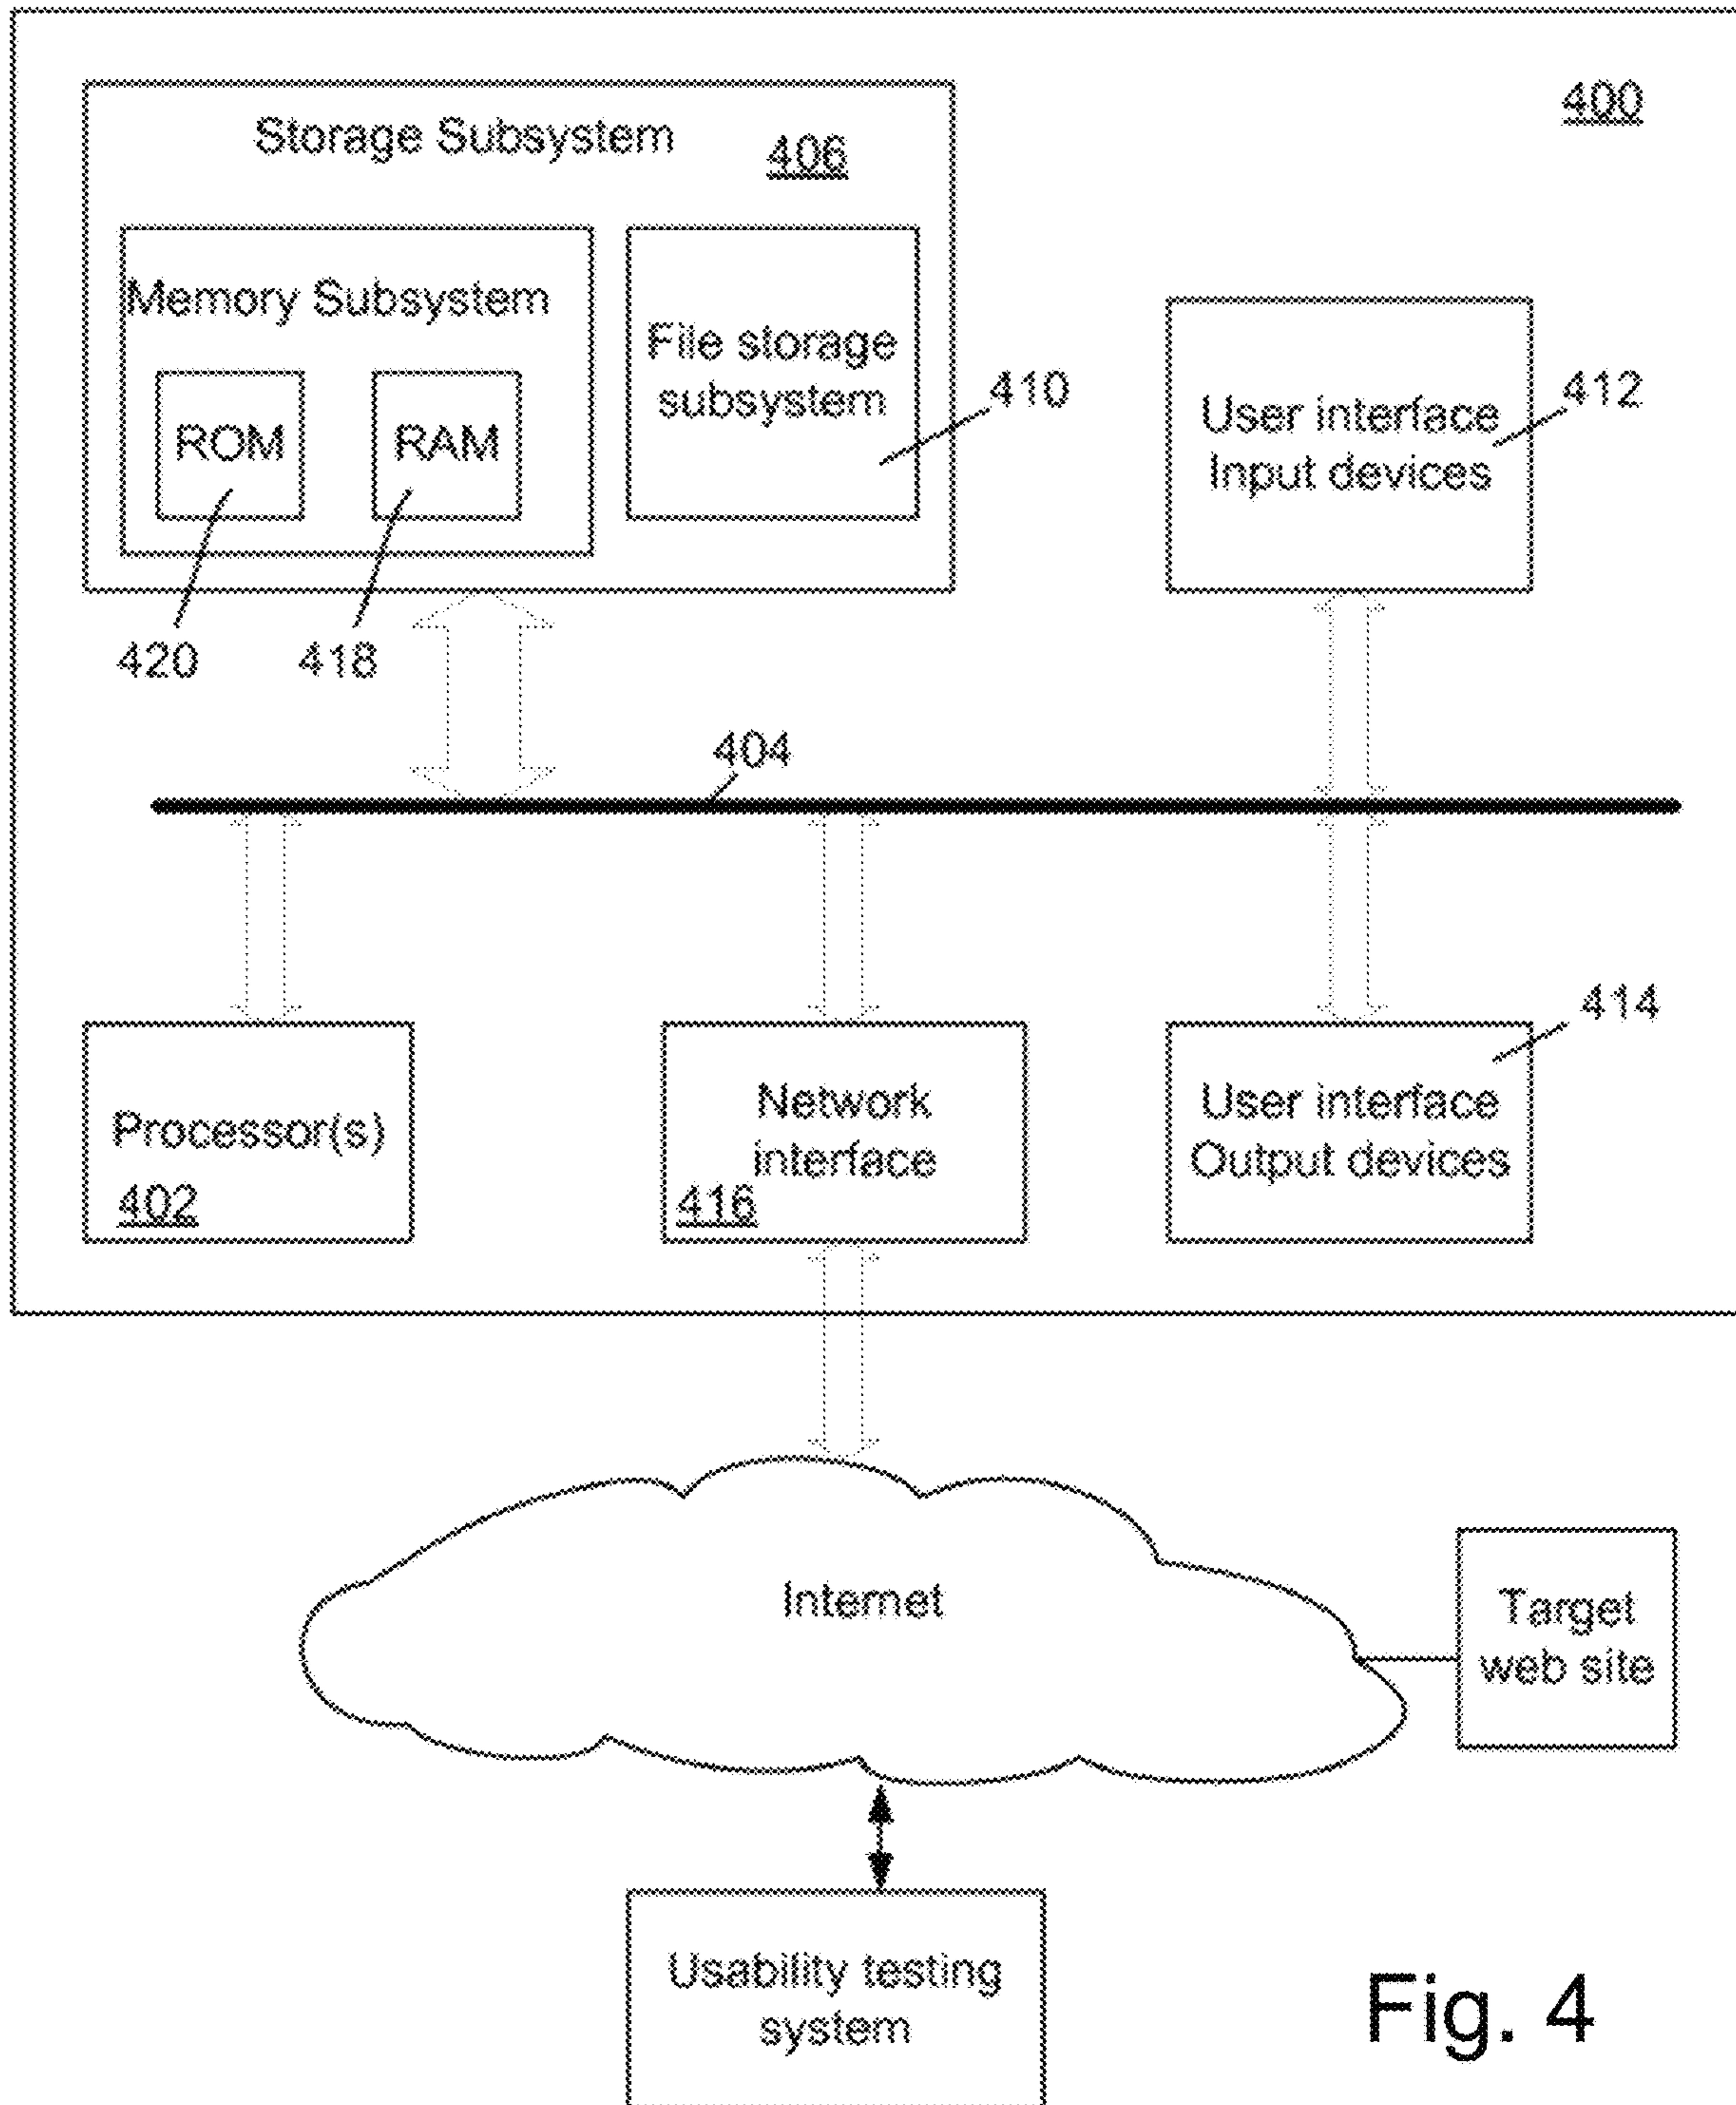 400
Storage Subsystem
406
Memory Subsystem
ROM
RAM
420
418
File storage
subsystem
410
User interface
Input devices
412
404
Processor(s)
402
Network
interface
416
User interface
Output devices
414
Internet
Target
web site
Usability testing
system
Fig. 4